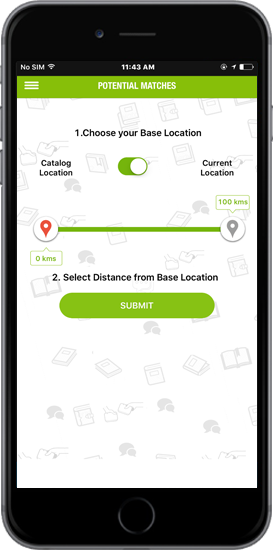 No SIM 11:43 AM
POTENTIAL MATCHES
1.Choose your Base Location
Catalog Location
Current Location
100 kms
0 kms
2. Select Distance from Base Location
SUBMIT